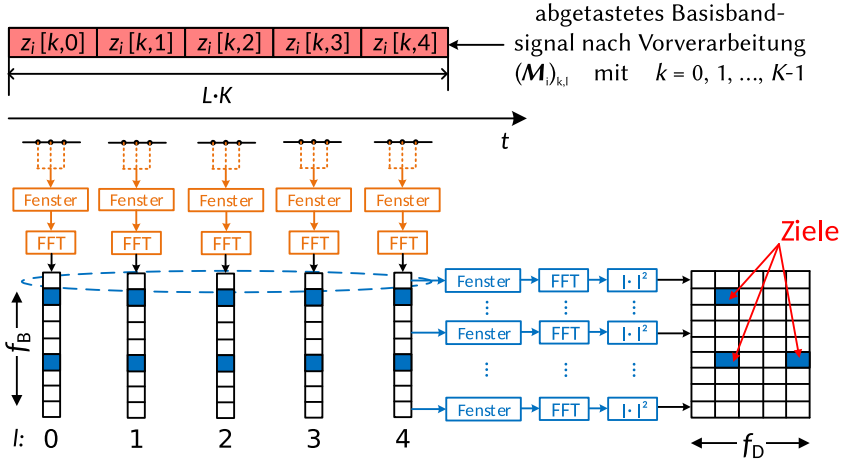 abgetastetes Basisband-
signal nach Vorverarbeitung
(M_i)_{k,l} mit k = 0, 1, ..., K-1
z_i [k,0] z_i [k,1] z_i [k,2] z_i [k,3] z_i [k,4]
L·K
t
Fenster Fenster Fenster Fenster Fenster
FFT FFT FFT FFT FFT
Ziele
Fenster FFT |·|²
... ... ...
Fenster FFT |·|²
... ... ...
Fenster FFT |·|²
f_B
l: 0 1 2 3 4
f_D